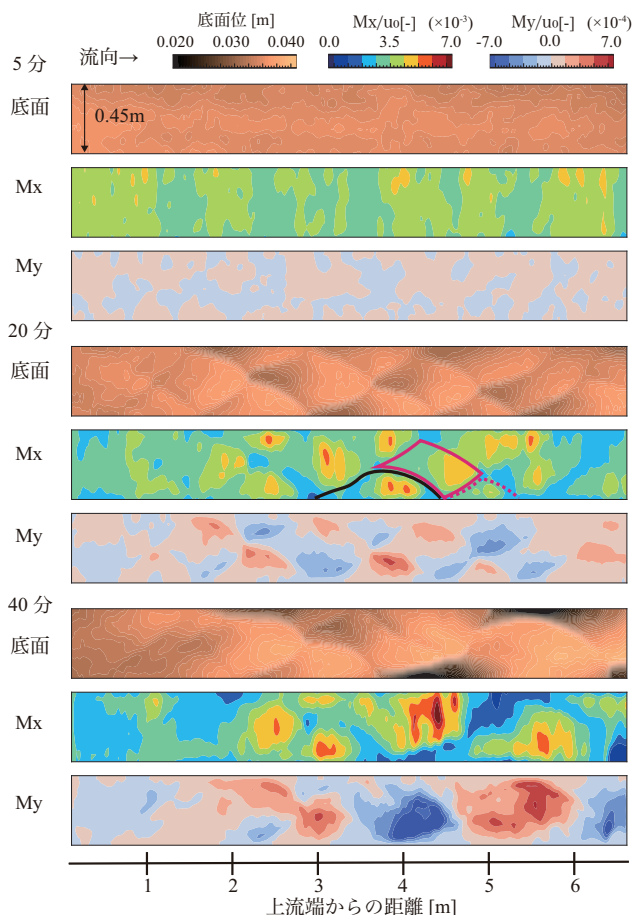 底面位 [m]
Mx/u₀[-] (×10⁻³)
My/u₀[-] (×10⁻⁴)
0.020 0.030 0.040
0.0 3.5 7.0
-7.0 0.0 7.0
5 分
流向→
底面
0.45m
Mx
My
20 分
底面
Mx
My
40 分
底面
Mx
My
1 2 3 4 5 6
上流端からの距離 [m]